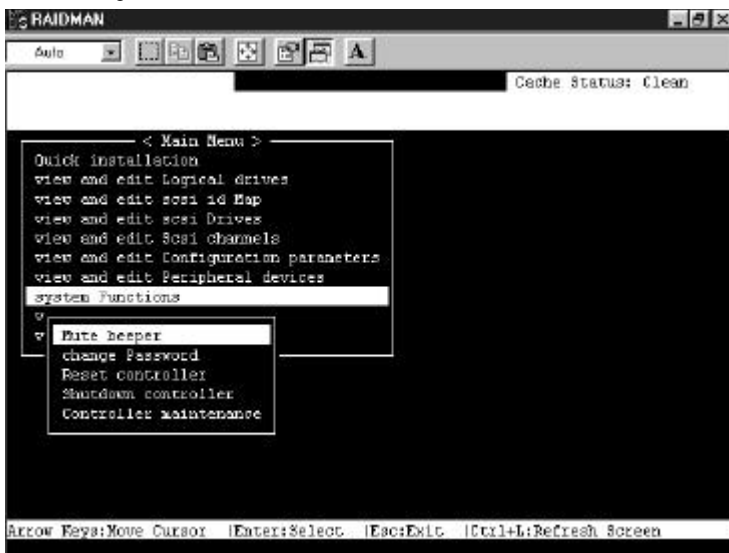 RAIDMAN
Auto
A
Cache Status: Clean
< Main Menu >
Quick installation
view and edit Logical drives
view and edit scsi id Map
view and edit scsi Drives
view and edit Scsi channels
view and edit Configuration parameters
view and edit Peripheral devices
system Functions
v
v
Mute beeper
change Password
Reset controller
Shutdown controller
Controller maintenance
Arrow Keys:Move Cursor |Enter:Select |Esc:Exit |Ctrl+L:Refresh Screen